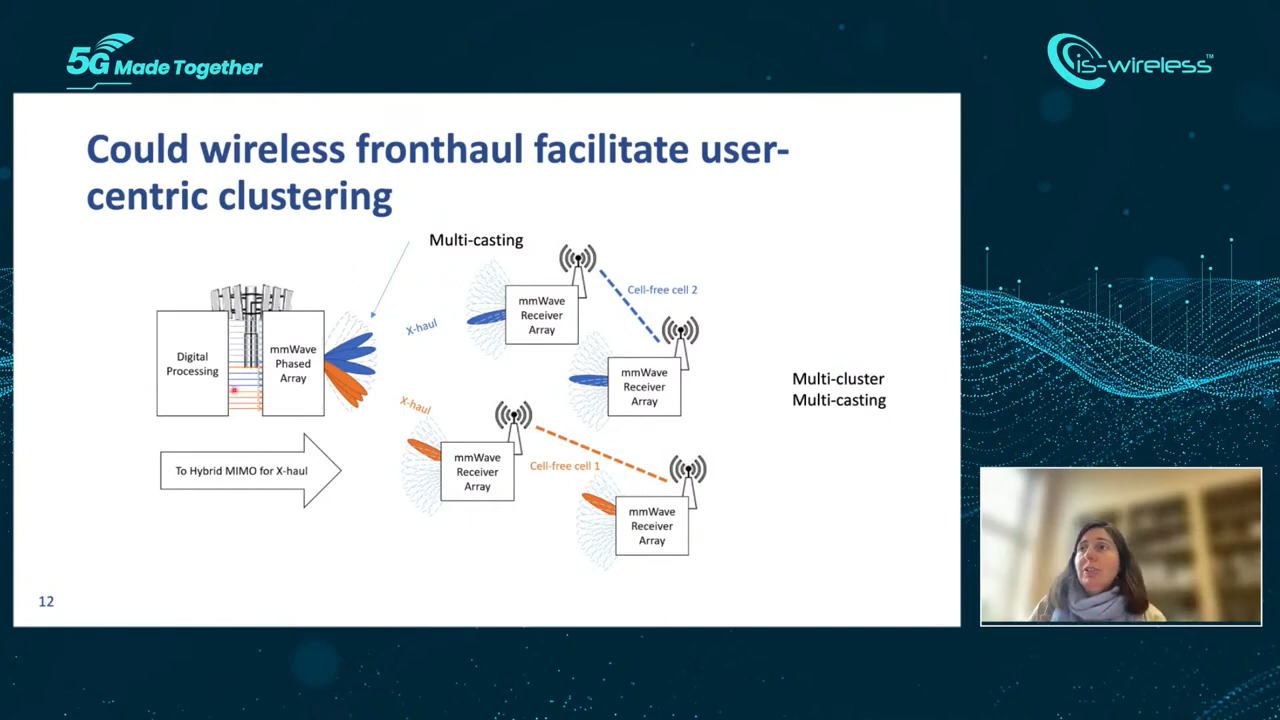 5G Made Together
is-wireless™
Could wireless fronthaul facilitate user-
centric clustering
Multi-casting
mmWave
Receiver
Array
Cell-free cell 2
X-haul
Digital
Processing
mmWave
Phased
Array
mmWave
Receiver
Array
Multi-cluster
Multi-casting
X-haul
mmWave
Receiver
Array
Cell-free cell 1
To Hybrid MIMO for X-haul
mmWave
Receiver
Array
12